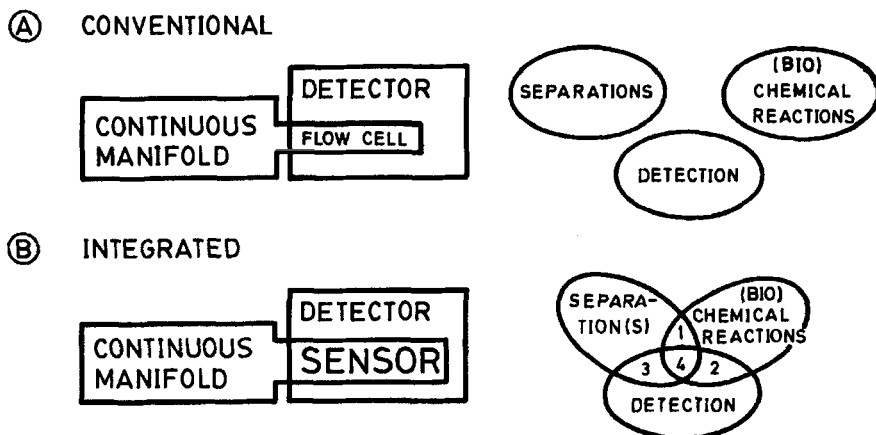 A CONVENTIONAL
CONTINUOUS
MANIFOLD
DETECTOR
FLOW CELL
SEPARATIONS
(BIO)
CHEMICAL
REACTIONS
DETECTION
B INTEGRATED
CONTINUOUS
MANIFOLD
DETECTOR
SENSOR
SEPARA-
TION(S)
(BIO)
CHEMICAL
REACTIONS
1
3 4 2
DETECTION